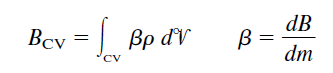 B_CV = ∫_CV βρ dV̶    β = dB/dm